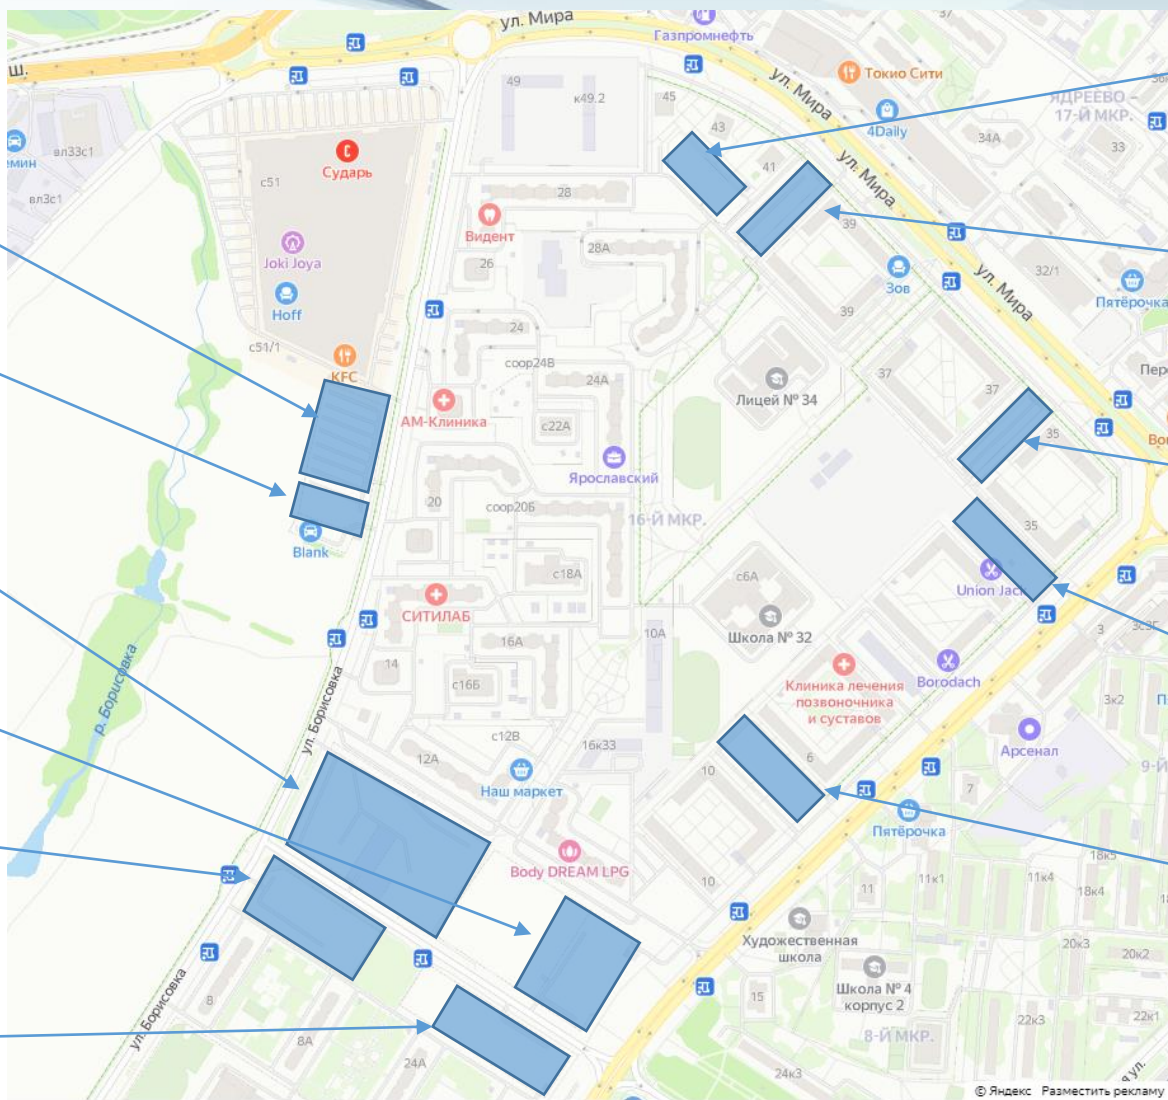 ул. Мира
Газпромнефть
Ш.
49
к49.2
45
ул. Мира
Токио Сити
4Daily
ЯДРЕЕВО –
17-Й МКР.
34А
33
43
41
вл33с1
вл3с1
с51
Сударь
ул. Мира
28
Видент
28А
26
39
Зов
ул. Мира
32/1
Пятёрочка
Joki Joya
Hoff
39
с51/1
24
KFC
соор24В
24А
37
37
Лицей № 34
АМ-Клиника
с22А
35
Ярославский
20
соор20Б
16-Й МКР.
35
Blank
с18А
с6А
Union Jack
СИТИЛАБ
10А
Школа № 32
3
16А
14
с16Б
Клиника лечения
позвоночника
и суставов
Borodach
3к2
р. Борисовка
ул. Борисовка
с12В
16к33
12А
Наш маркет
10
6
Арсенал
7
Пятёрочка
Body DREAM LPG
10
11
11к1
11к4
18к5
18к4
Художественная
школа
20к3
20к2
Школа № 4
корпус 2
15
8
ул. Борисовка
8А
24А
8-Й МКР.
22к3
22к1
24к3
© Яндекс Разместить рекламу